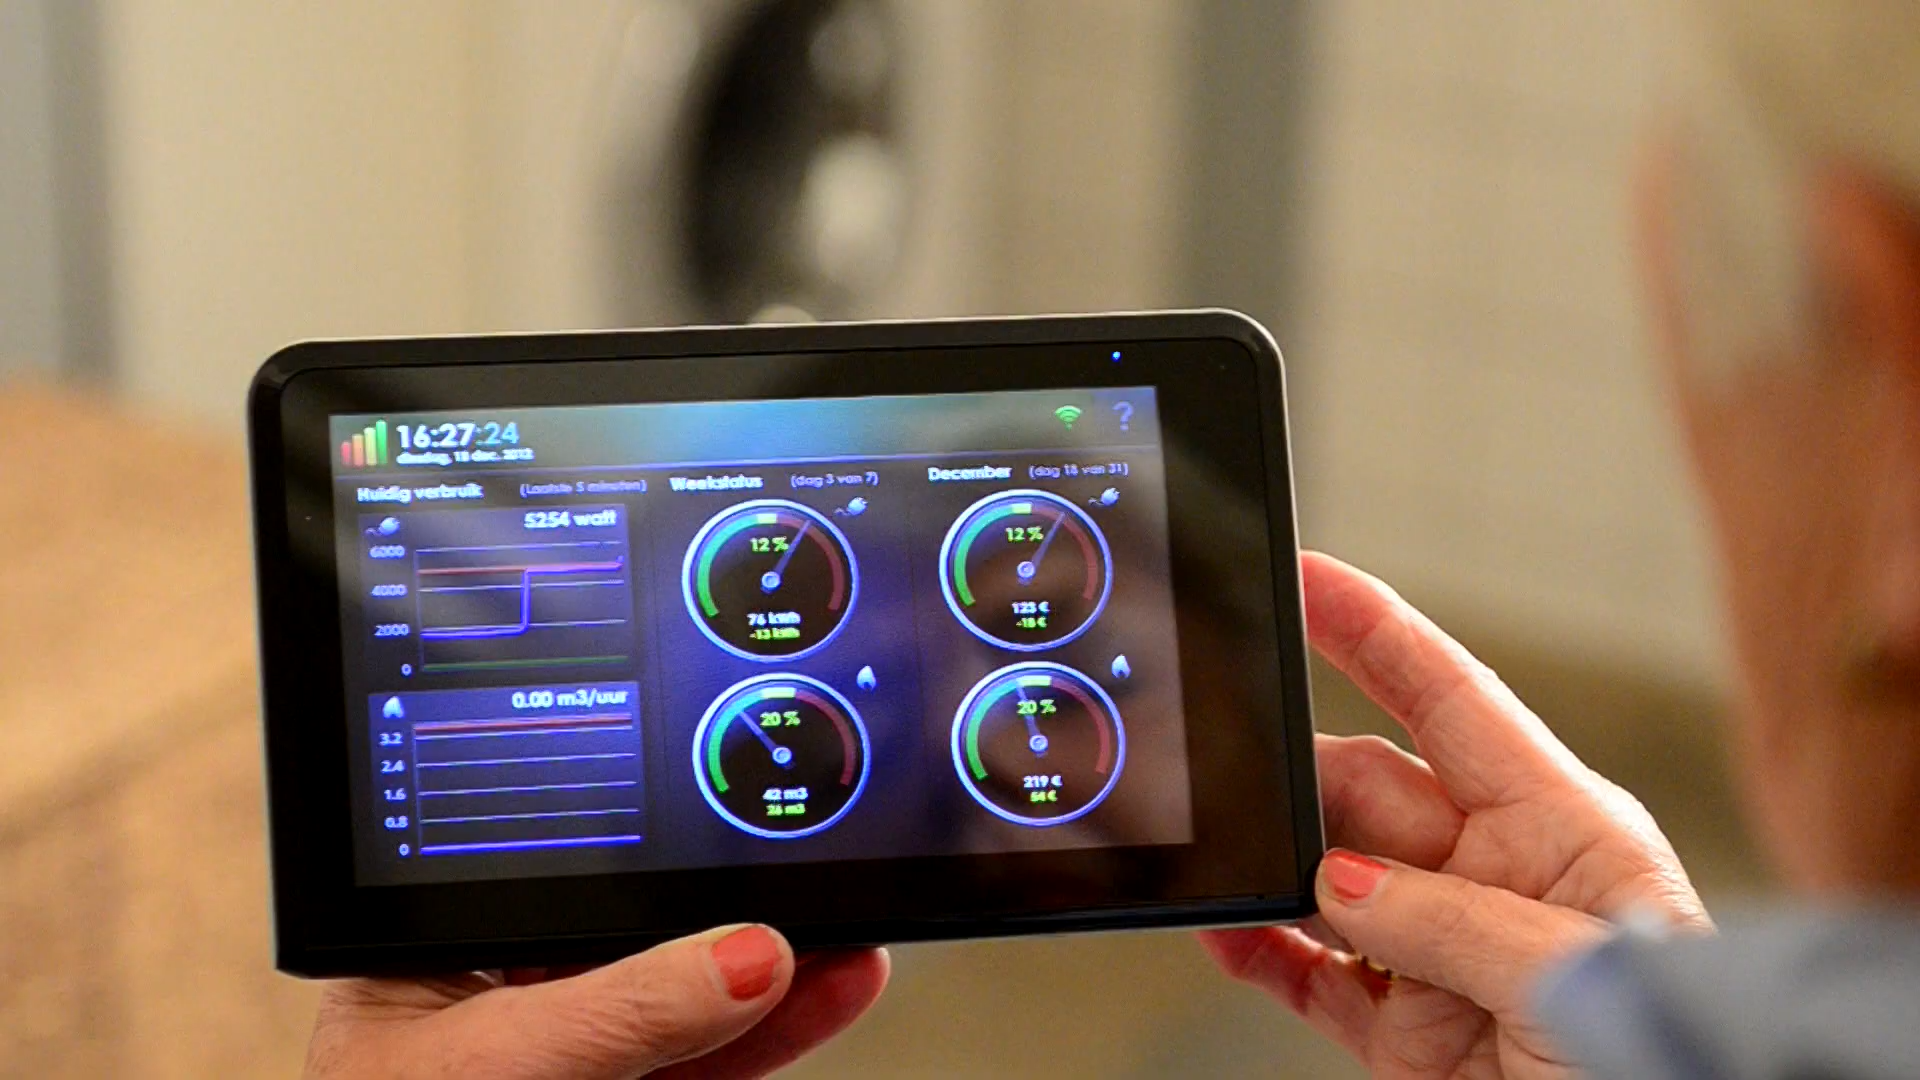 16:27:24
dinsdag, 18 dec. 2012
?
Huidig verbruik (Laatste 5 minuten)
5254 watt
6000
4000
2000
0
0.00 m3/uur
3.2
2.4
1.6
0.8
0
Weekstatus (dag 3 van 7)
12 %
76 kWh
-13 kWh
20 %
42 m3
26 m3
December (dag 18 van 31)
12 %
123 €
-18 €
20 %
219 €
54 €